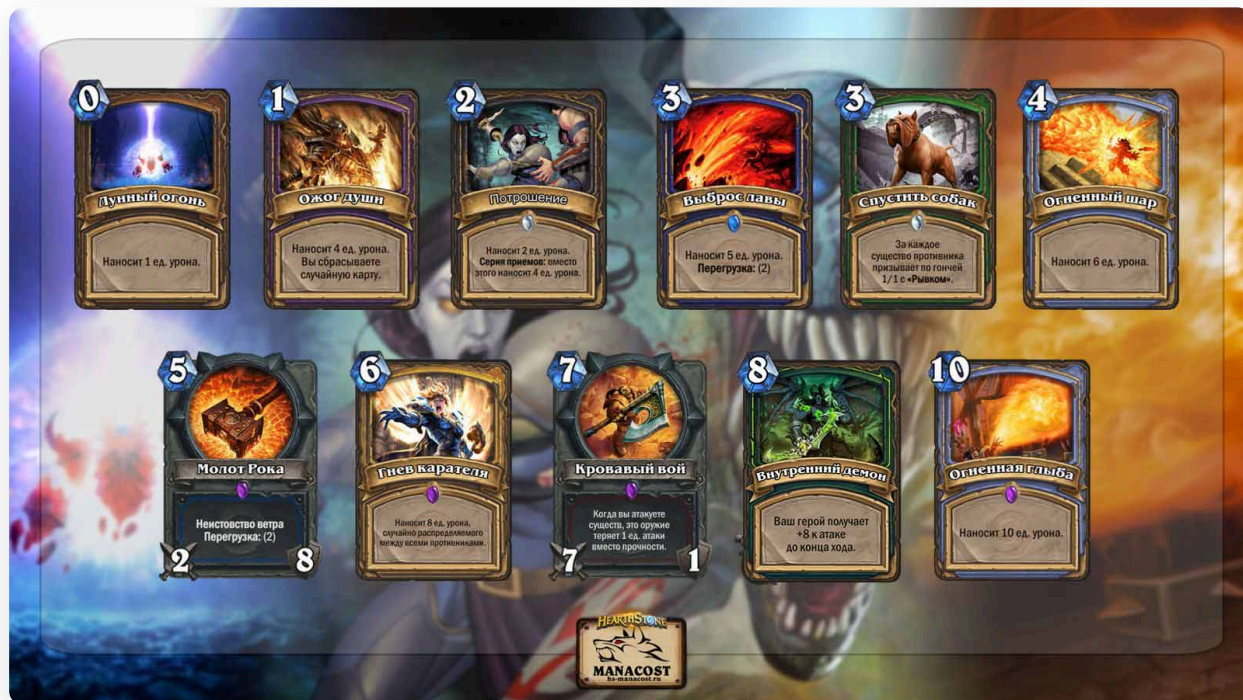 0
Лунный огонь
Наносит 1 ед. урона.
1
Ожог души
Наносит 4 ед. урона.
Вы сбрасываете
случайную карту.
2
Потрошение
Наносит 2 ед. урона.
Серия приемов: вместо
этого наносит 4 ед. урона.
3
Выброс лавы
Наносит 5 ед. урона.
Перегрузка: (2)
3
Спустить собак
За каждое
существо противника
призывает по гончей
1/1 с «Рывком».
4
Огненный шар
Наносит 6 ед. урона.
5
Молот Рока
Неистовство ветра
Перегрузка: (2)
2
8
6
Гнев карателя
Наносит 8 ед. урона,
случайно распределяемого
между всеми противниками.
7
Кровавый вой
Когда вы атакуете
существ, это оружие
теряет 1 ед. атаки
вместо прочности.
7
1
8
Внутренний демон
Ваш герой получает
+8 к атаке
до конца хода.
10
Огненная глыба
Наносит 10 ед. урона.
HEARTHSTONE
MANACOST
hs-manacost.ru